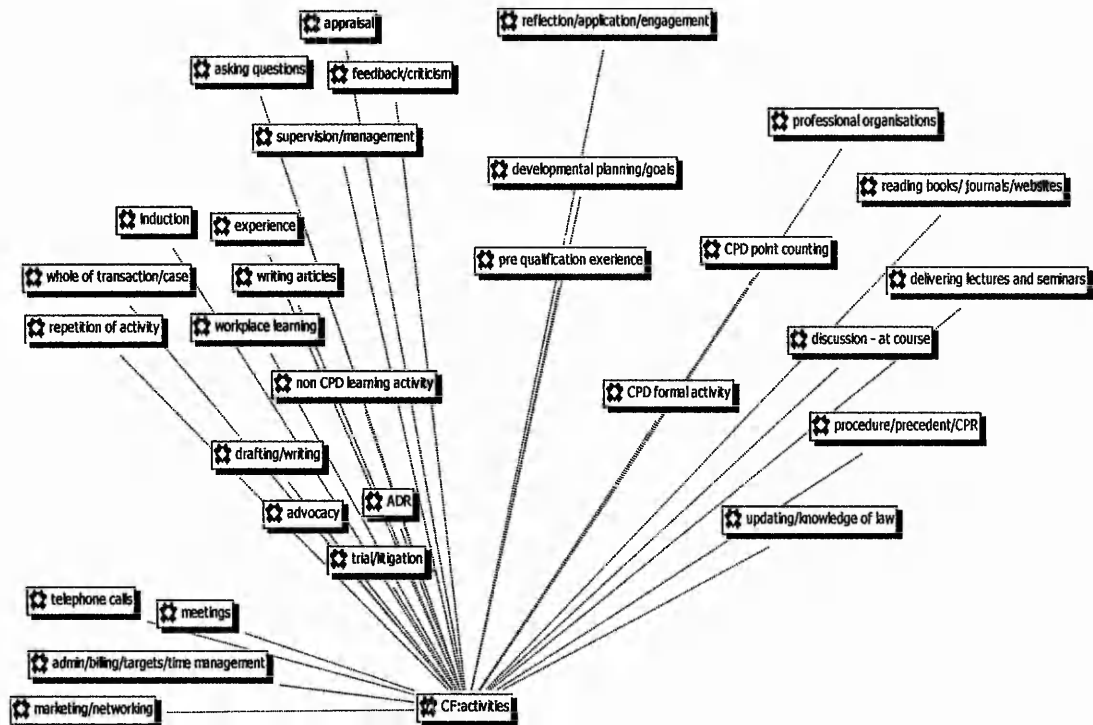 appraisal
reflection/application/engagement
asking questions
feedback/criticism
professional organisations
supervision/management
developmental planning/goals
reading books/ journals/websites
induction
experience
CPD point counting
pre qualification exerience
whole of transaction/case
writing articles
delivering lectures and seminars
repetition of activity
workplace learning
discussion - at course
non CPD learning activity
CPD formal activity
procedure/precedent/CPR
drafting/writing
ADR
advocacy
updating/knowledge of law
trial/litigation
telephone calls
meetings
admin/billing/targets/time management
marketing/networking
CF:activities